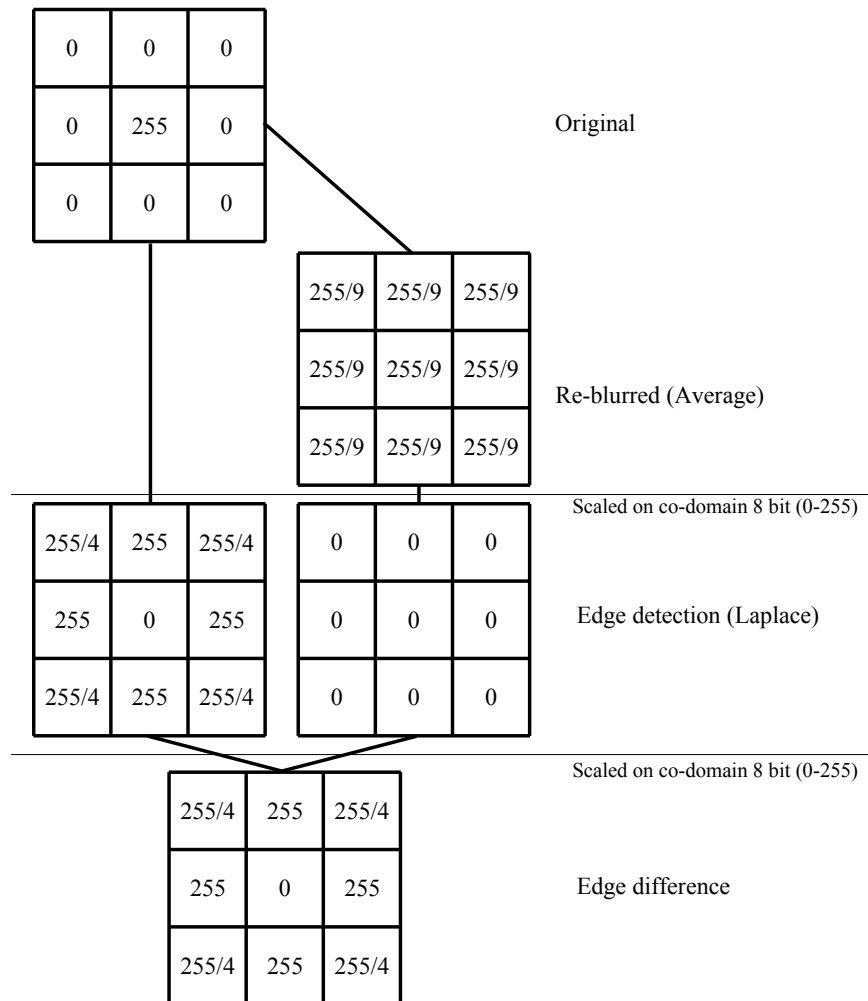 0 0 0
0 255 0
0 0 0
Original
255/9 255/9 255/9
255/9 255/9 255/9
255/9 255/9 255/9
Re-blurred (Average)
Scaled on co-domain 8 bit (0-255)
255/4 255 255/4
255 0 255
255/4 255 255/4
0 0 0
0 0 0
0 0 0
Edge detection (Laplace)
Scaled on co-domain 8 bit (0-255)
255/4 255 255/4
255 0 255
255/4 255 255/4
Edge difference